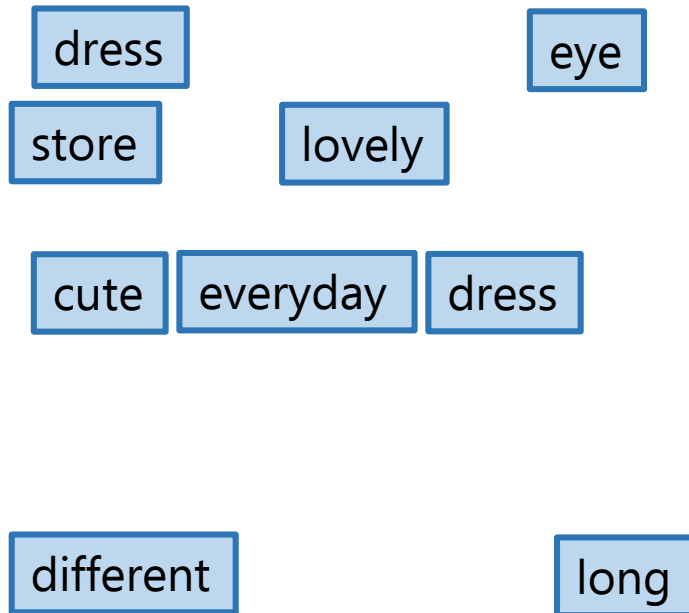 dress eye
store lovely
cute everyday dress
different long